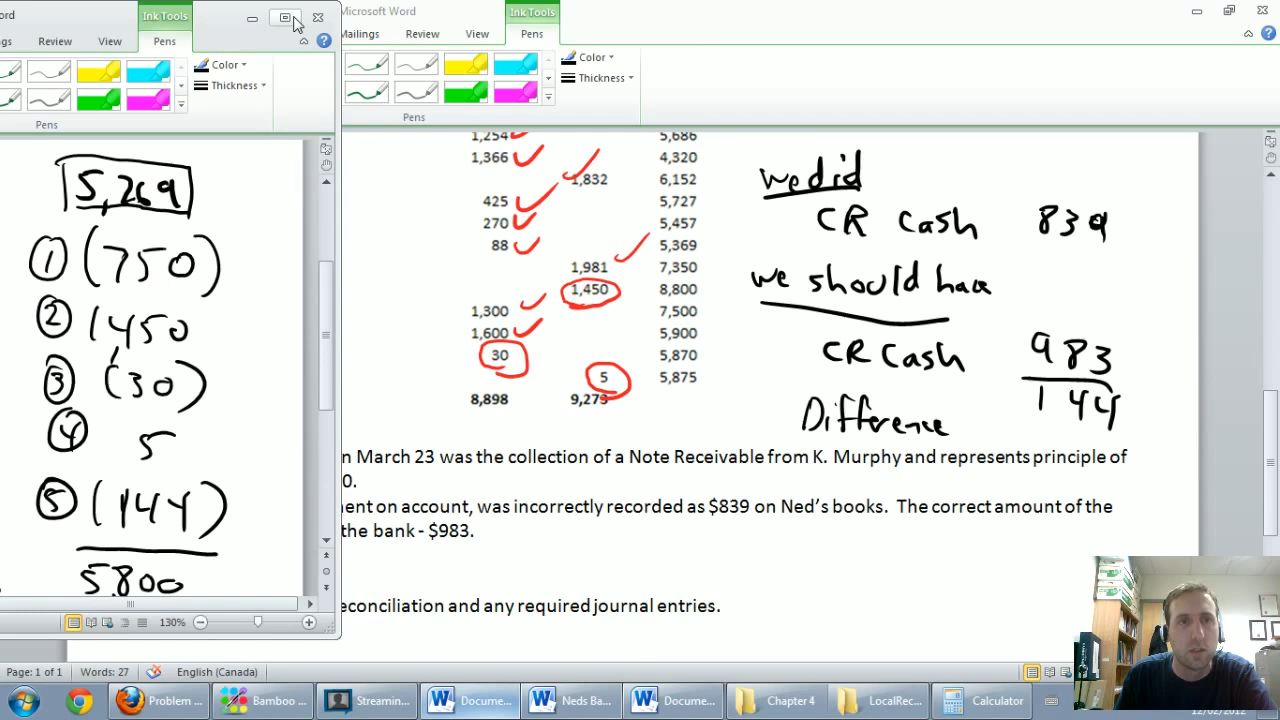 rd
Ink Tools
Microsoft Word
Ink Tools
gs
Review
View
Pens
Mailings
Review
View
Pens
Color
Thickness
Color
Thickness
Pens
Pens
5,269
① (750)
② 1450
③ (30)
④ 5
⑤ (144)
5800
1,254 5,686
1,366 4,320
1,832 6,152
425 5,727
270 5,457
88 5,369
1,981 7,350
1,450 8,800
1,300 7,500
1,600 5,900
30 5,870
5 5,875
8,898 9,279
we did
CR Cash 839
we should have
CR Cash 983
Difference 144
n March 23 was the collection of a Note Receivable from K. Murphy and represents principle of
0.
ent on account, was incorrectly recorded as $839 on Ned's books. The correct amount of the
the bank - $983.
econciliation and any required journal entries.
130%
Page: 1 of 1 Words: 27 English (Canada)
Problem ... Bamboo ... Streamin... Docume... Neds Ba... Docume... Chapter 4 LocalRec... Calculator
12/02/2012